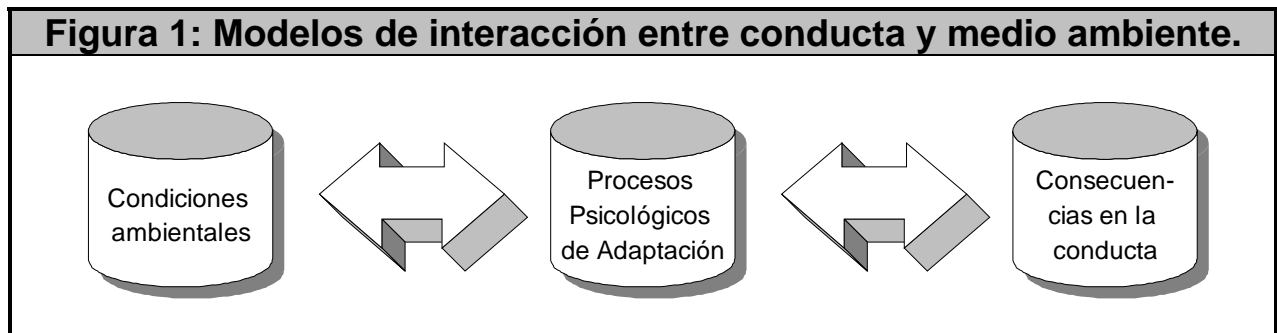 Figura 1: Modelos de interacción entre conducta y medio ambiente.
Condiciones
ambientales
Procesos
Psicológicos
de Adaptación
Consecuen-
cias en la
conducta